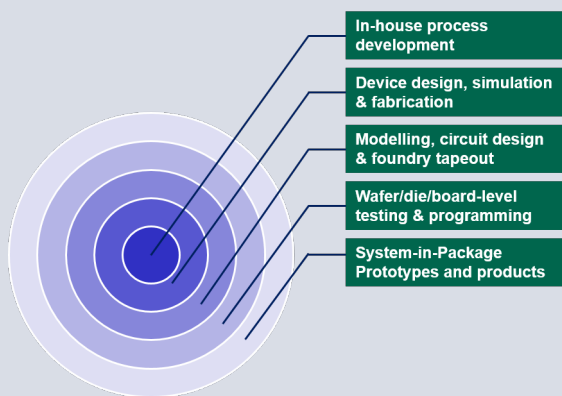 In-house process
development
Device design, simulation
& fabrication
Modelling, circuit design
& foundry tapeout
Wafer/die/board-level
testing & programming
System-in-Package
Prototypes and products